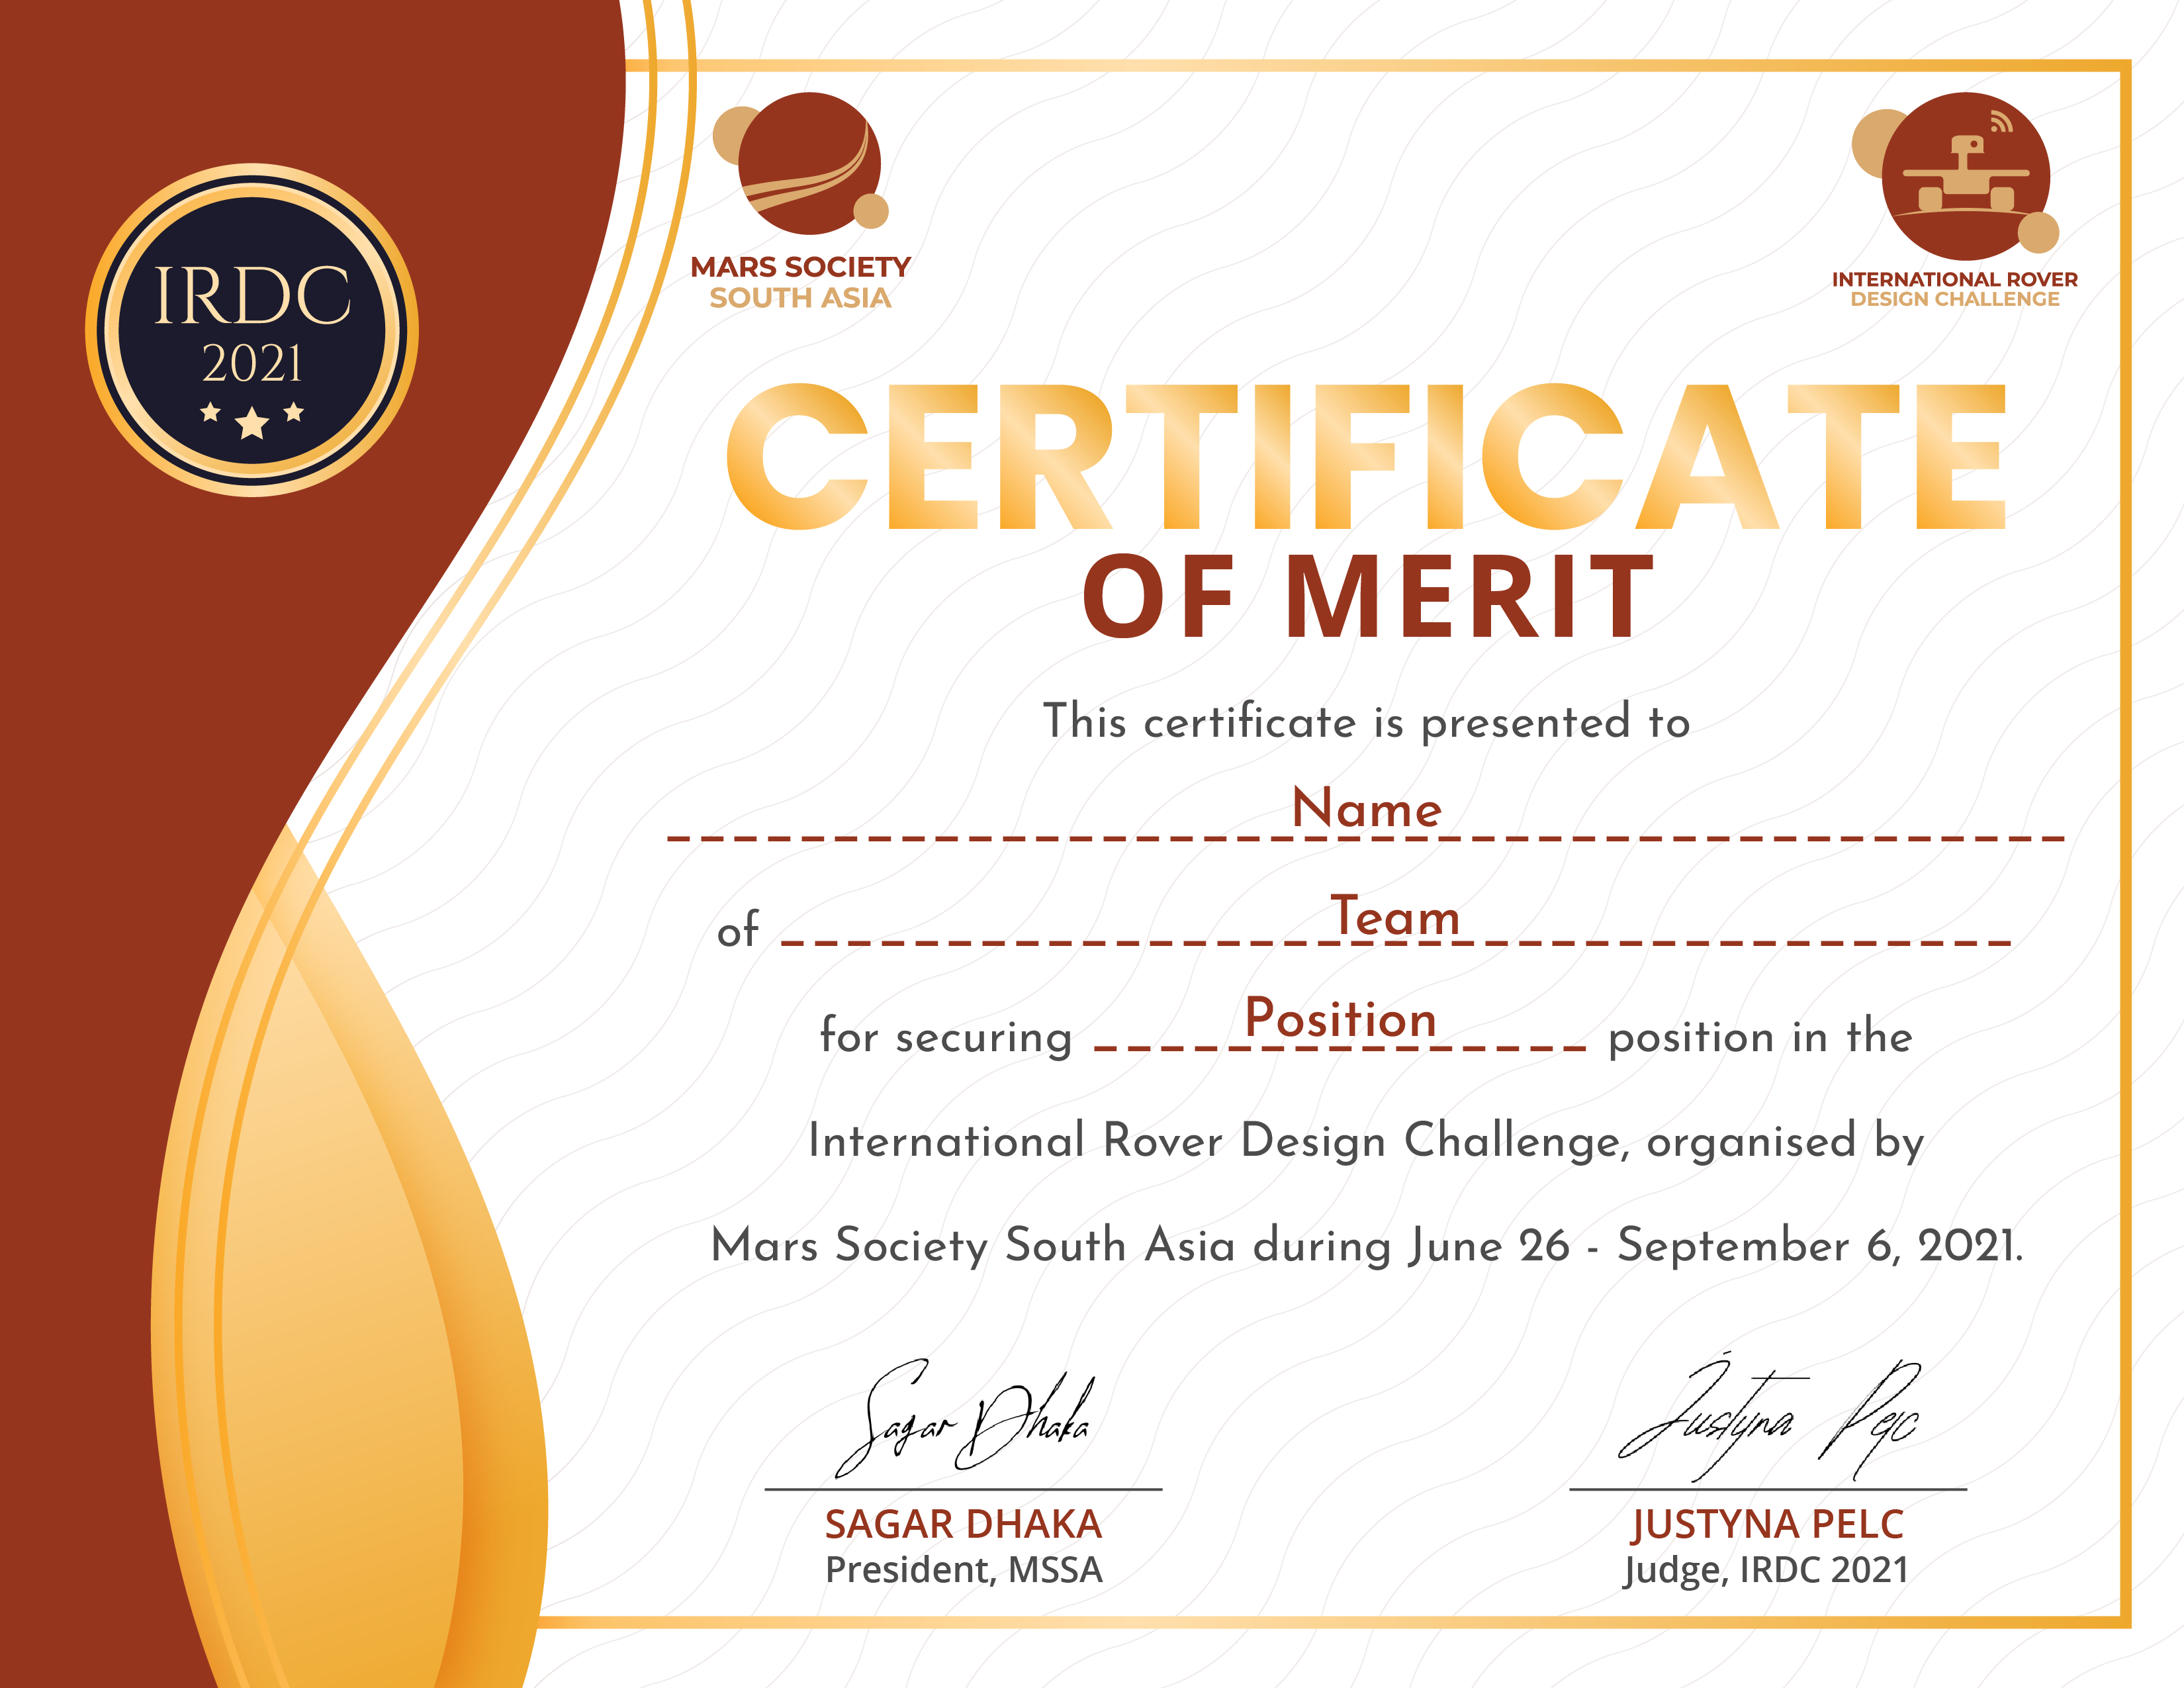 IRDC
2021
MARS SOCIETY
SOUTH ASIA
INTERNATIONAL ROVER
DESIGN CHALLENGE
CERTIFICATE
OF MERIT
This certificate is presented to
Name
of Team
for securing Position position in the
International Rover Design Challenge, organised by
Mars Society South Asia during June 26 - September 6, 2021.
Sagar Dhaka
SAGAR DHAKA
President, MSSA
Justyna Pelc
JUSTYNA PELC
Judge, IRDC 2021